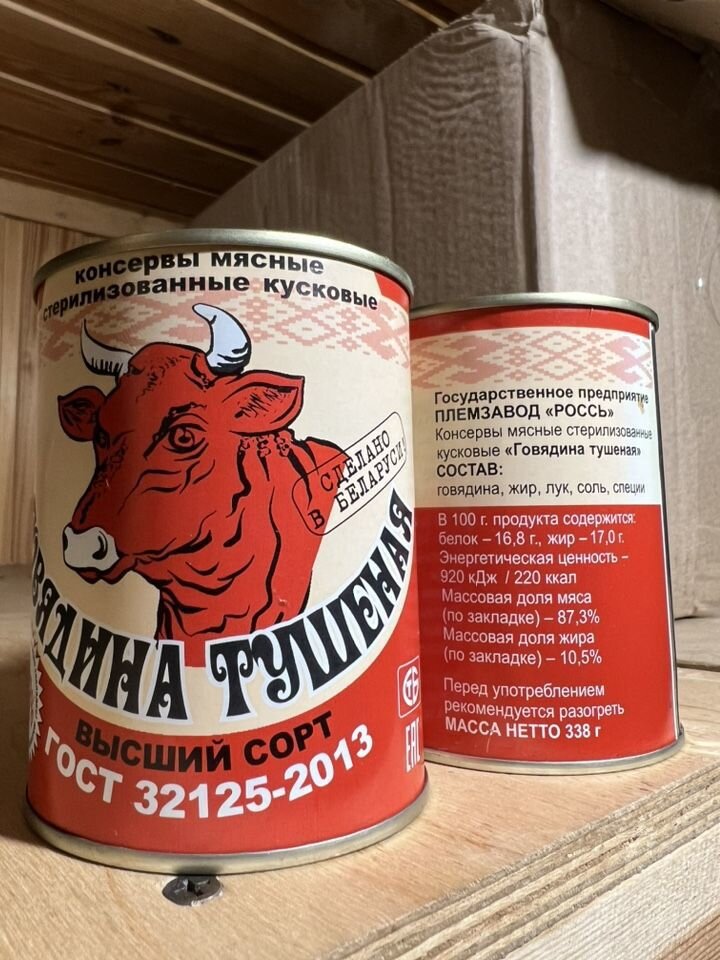 консервы мясные
стерилизованные кусковые
СДЕЛАНО
В БЕЛАРУСИ!
ГОВЯДИНА ТУШЕНАЯ
ВЫСШИЙ СОРТ
ГОСТ 32125-2013
СТБ
ЕАС
Государственное предприятие
ПЛЕМЗАВОД «РОССЬ»
Консервы мясные стерилизованные
кусковые «Говядина тушеная»
СОСТАВ:
говядина, жир, лук, соль, специи
В 100 г. продукта содержится:
белок – 16,8 г., жир – 17,0 г.
Энергетическая ценность –
920 кДж / 220 ккал
Массовая доля мяса
(по закладке) – 87,3%
Массовая доля жира
(по закладке) – 10,5%
Перед употреблением
рекомендуется разогреть
МАССА НЕТТО 338 г